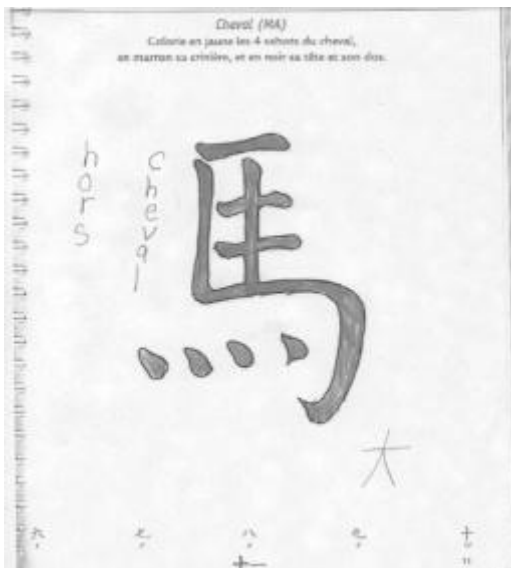 Cheval (MA)
Colorie en jaune les 4 sabots du cheval,
en marron sa crinière, et en noir sa tête et son dos.
馬
cheval
hors
大